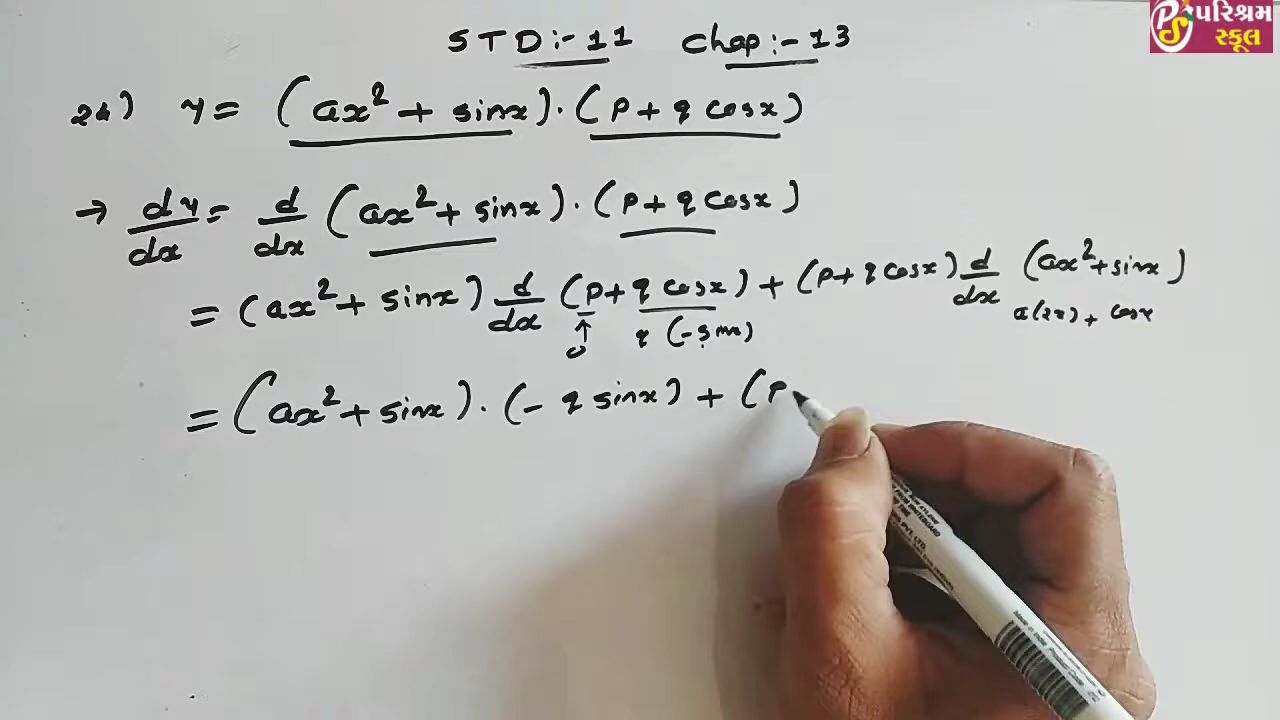 પરિશ્રમ
સ્કૂલ
STD:- 11 Chap:- 13
24) y = (ax² + sinx) · (p + q cosx)
→ dy/dx = d/dx (ax² + sinx) · (p + q cosx)
= (ax² + sinx) d/dx (p + q cosx) + (p + q cosx) d/dx (ax² + sinx)
↑ q (- sinx) a(2x) + cosx
0
= (ax² + sinx) · (- q sinx) + (p